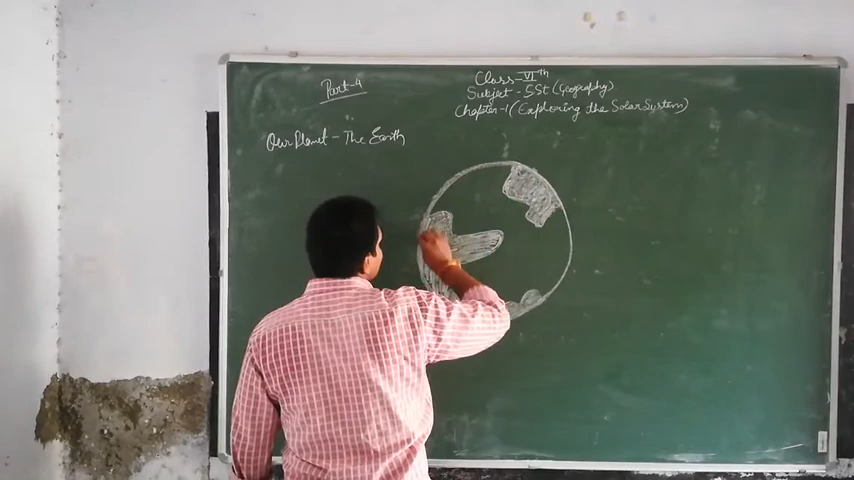 Part-4
Class-VIth
Subject - SSt (Geography)
Chapter-1 (Exploring the Solar System)
Our Planet - The Earth